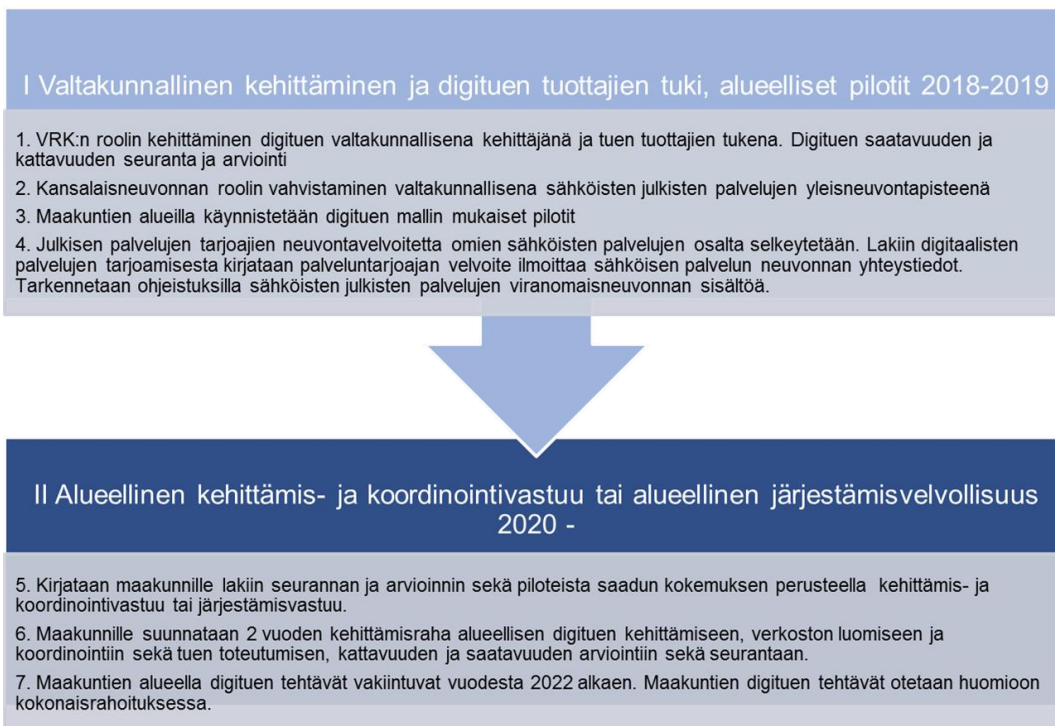 I Valtakunnallinen kehittäminen ja digituen tuottajien tuki, alueelliset pilotit 2018-2019
1. VRK:n roolin kehittäminen digituen valtakunnallisena kehittäjänä ja tuen tuottajien tukena. Digituen saatavuuden ja
kattavuuden seuranta ja arviointi
2. Kansalaisneuvonnan roolin vahvistaminen valtakunnallisena sähköisten julkisten palvelujen yleisneuvontapisteenä
3. Maakuntien alueilla käynnistetään digituen mallin mukaiset pilotit
4. Julkisen palvelujen tarjoajien neuvontavelvoitetta omien sähköisten palvelujen osalta selkeytetään. Lakiin digitaalisten
palvelujen tarjoamisesta kirjataan palveluntarjoajan velvoite ilmoittaa sähköisen palvelun neuvonnan yhteystiedot.
Tarkennetaan ohjeistuksilla sähköisten julkisten palvelujen viranomaisneuvonnan sisältöä.
II Alueellinen kehittämis- ja koordinointivastuu tai alueellinen järjestämisvelvollisuus
2020 -
5. Kirjataan maakunnille lakiin seurannan ja arvioinnin sekä piloteista saadun kokemuksen perusteella kehittämis- ja
koordinointivastuu tai järjestämisvastuu.
6. Maakunnille suunnataan 2 vuoden kehittämisraha alueellisen digituen kehittämiseen, verkoston luomiseen ja
koordinointiin sekä tuen toteutumisen, kattavuuden ja saatavuuden arviointiin sekä seurantaan.
7. Maakuntien alueella digituen tehtävät vakiintuvat vuodesta 2022 alkaen. Maakuntien digituen tehtävät otetaan huomioon
kokonaisrahoituksessa.